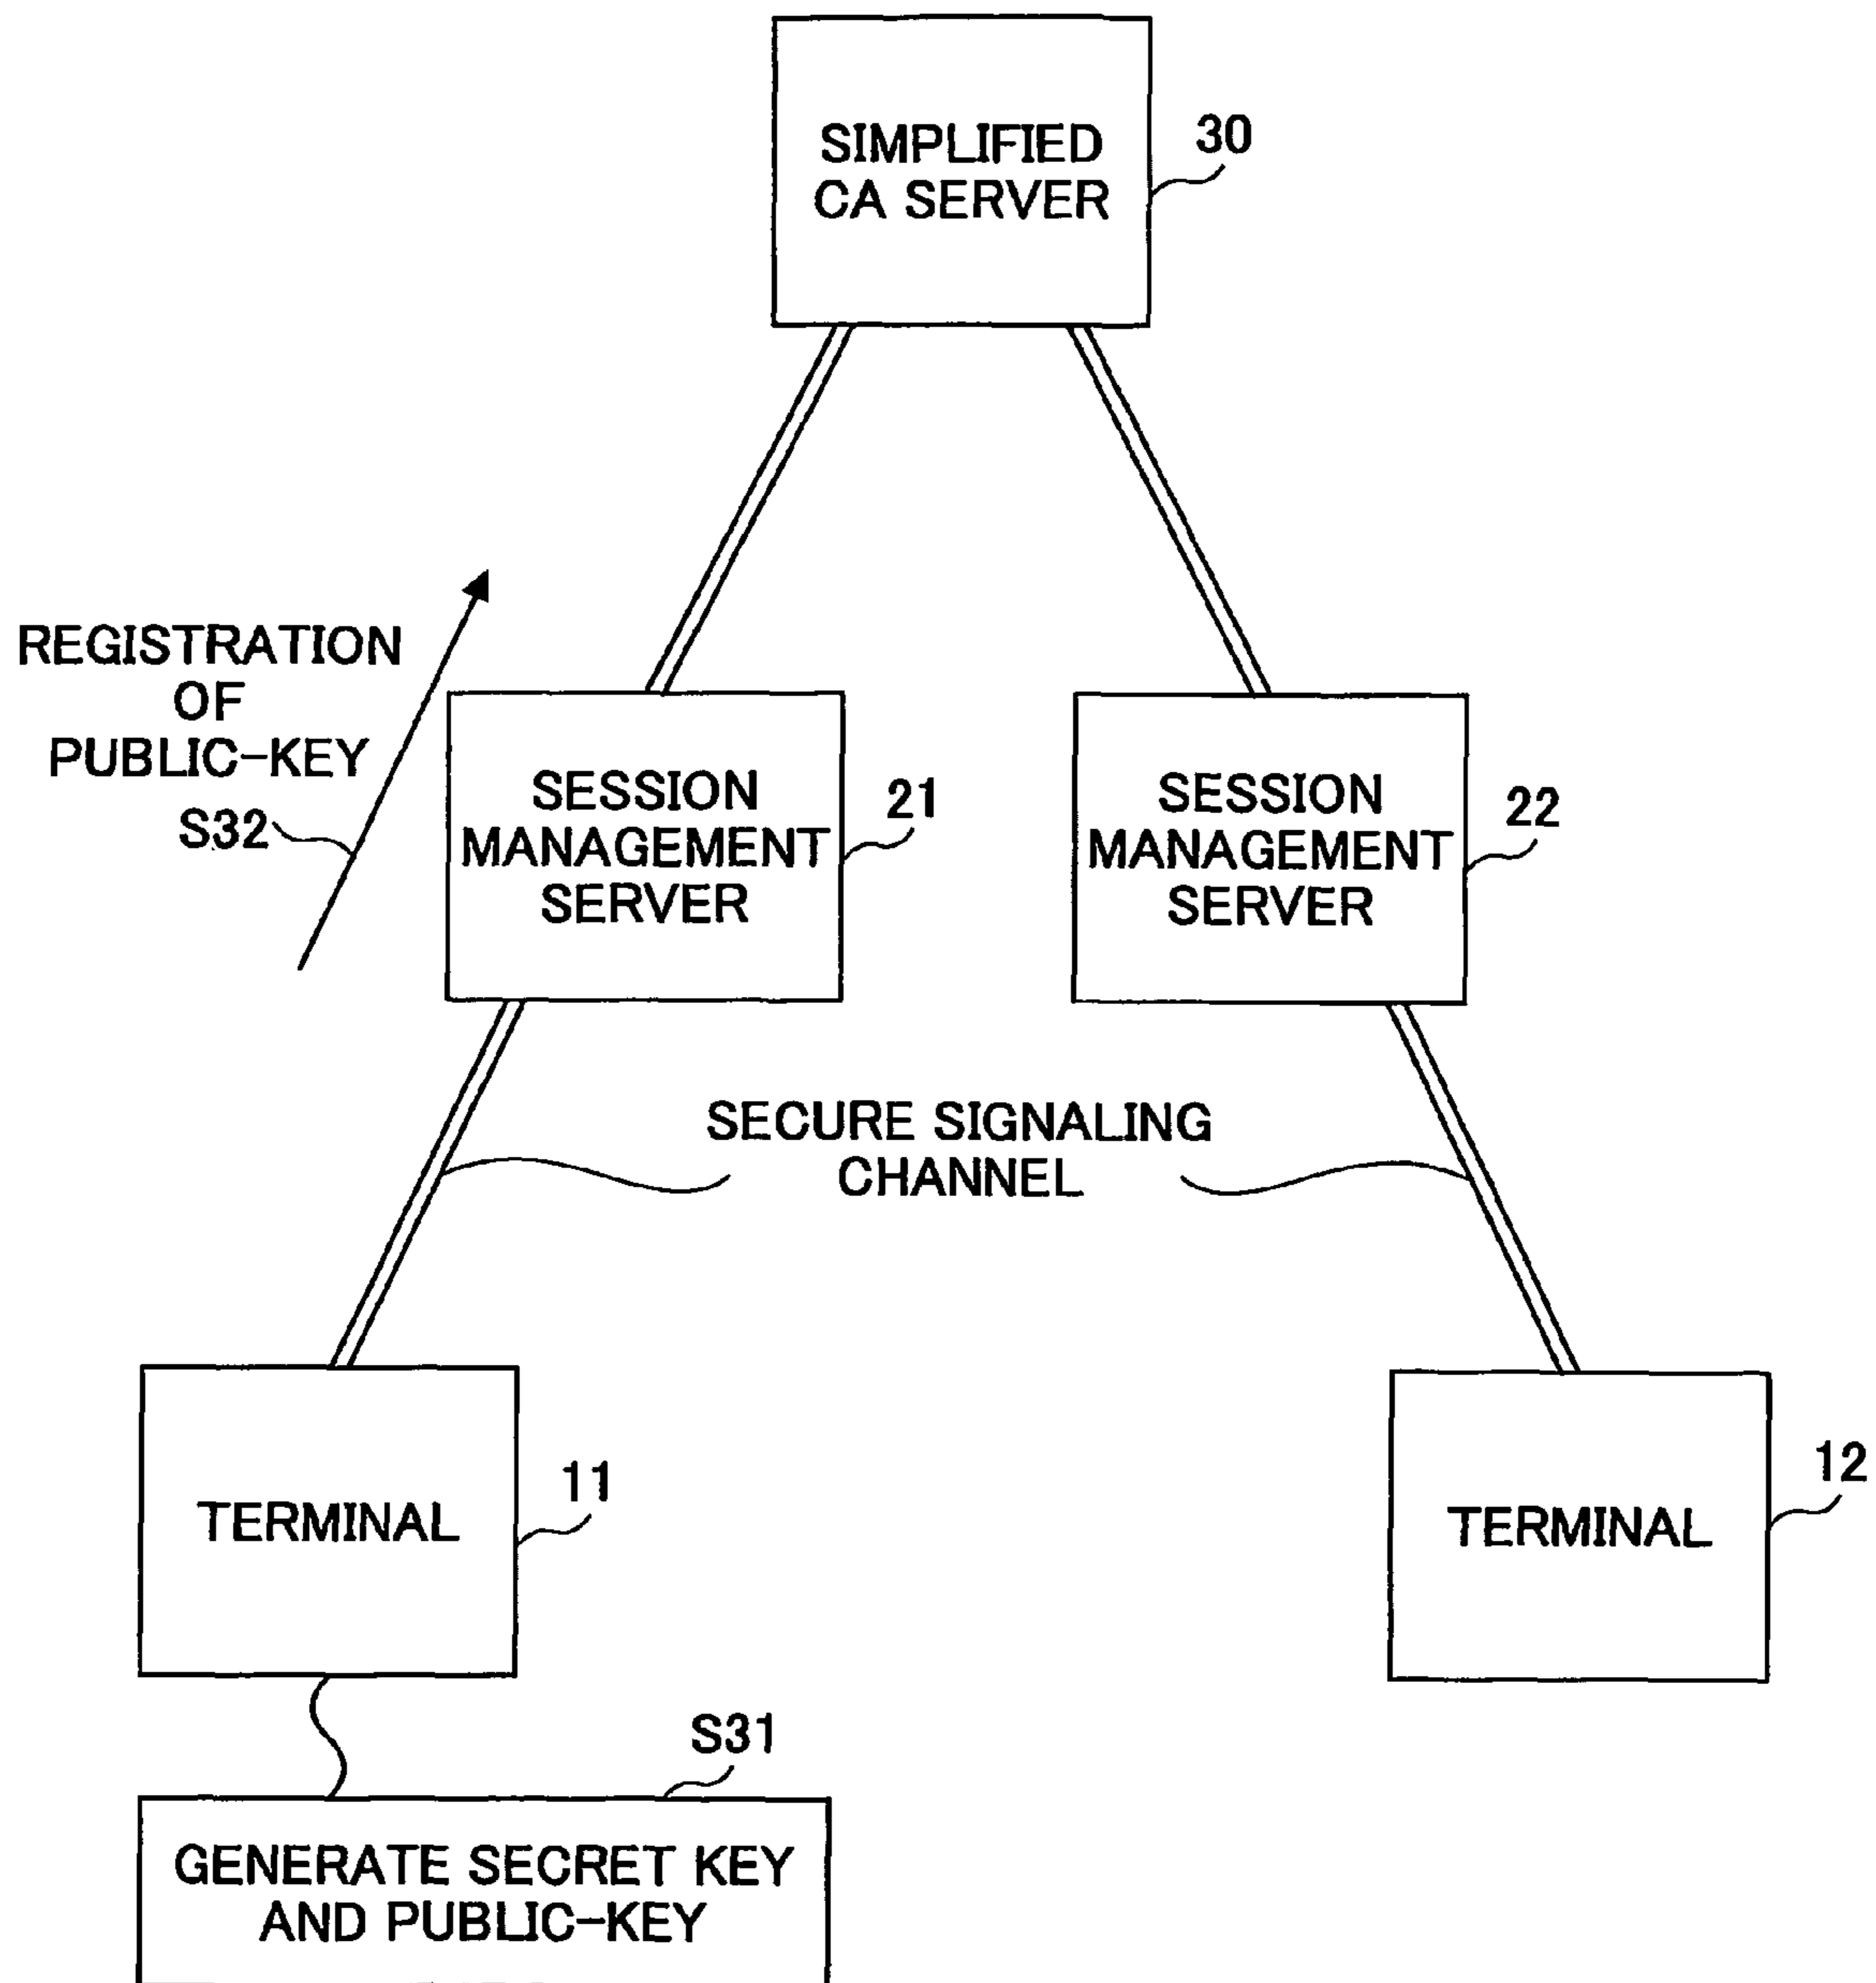 SIMPLIFIED
CA SERVER
30
REGISTRATION
OF
PUBLIC-KEY
S32
SESSION
MANAGEMENT
SERVER
21
SESSION
MANAGEMENT
SERVER
22
SECURE SIGNALING
CHANNEL
TERMINAL
11
TERMINAL
12
S31
GENERATE SECRET KEY
AND PUBLIC-KEY